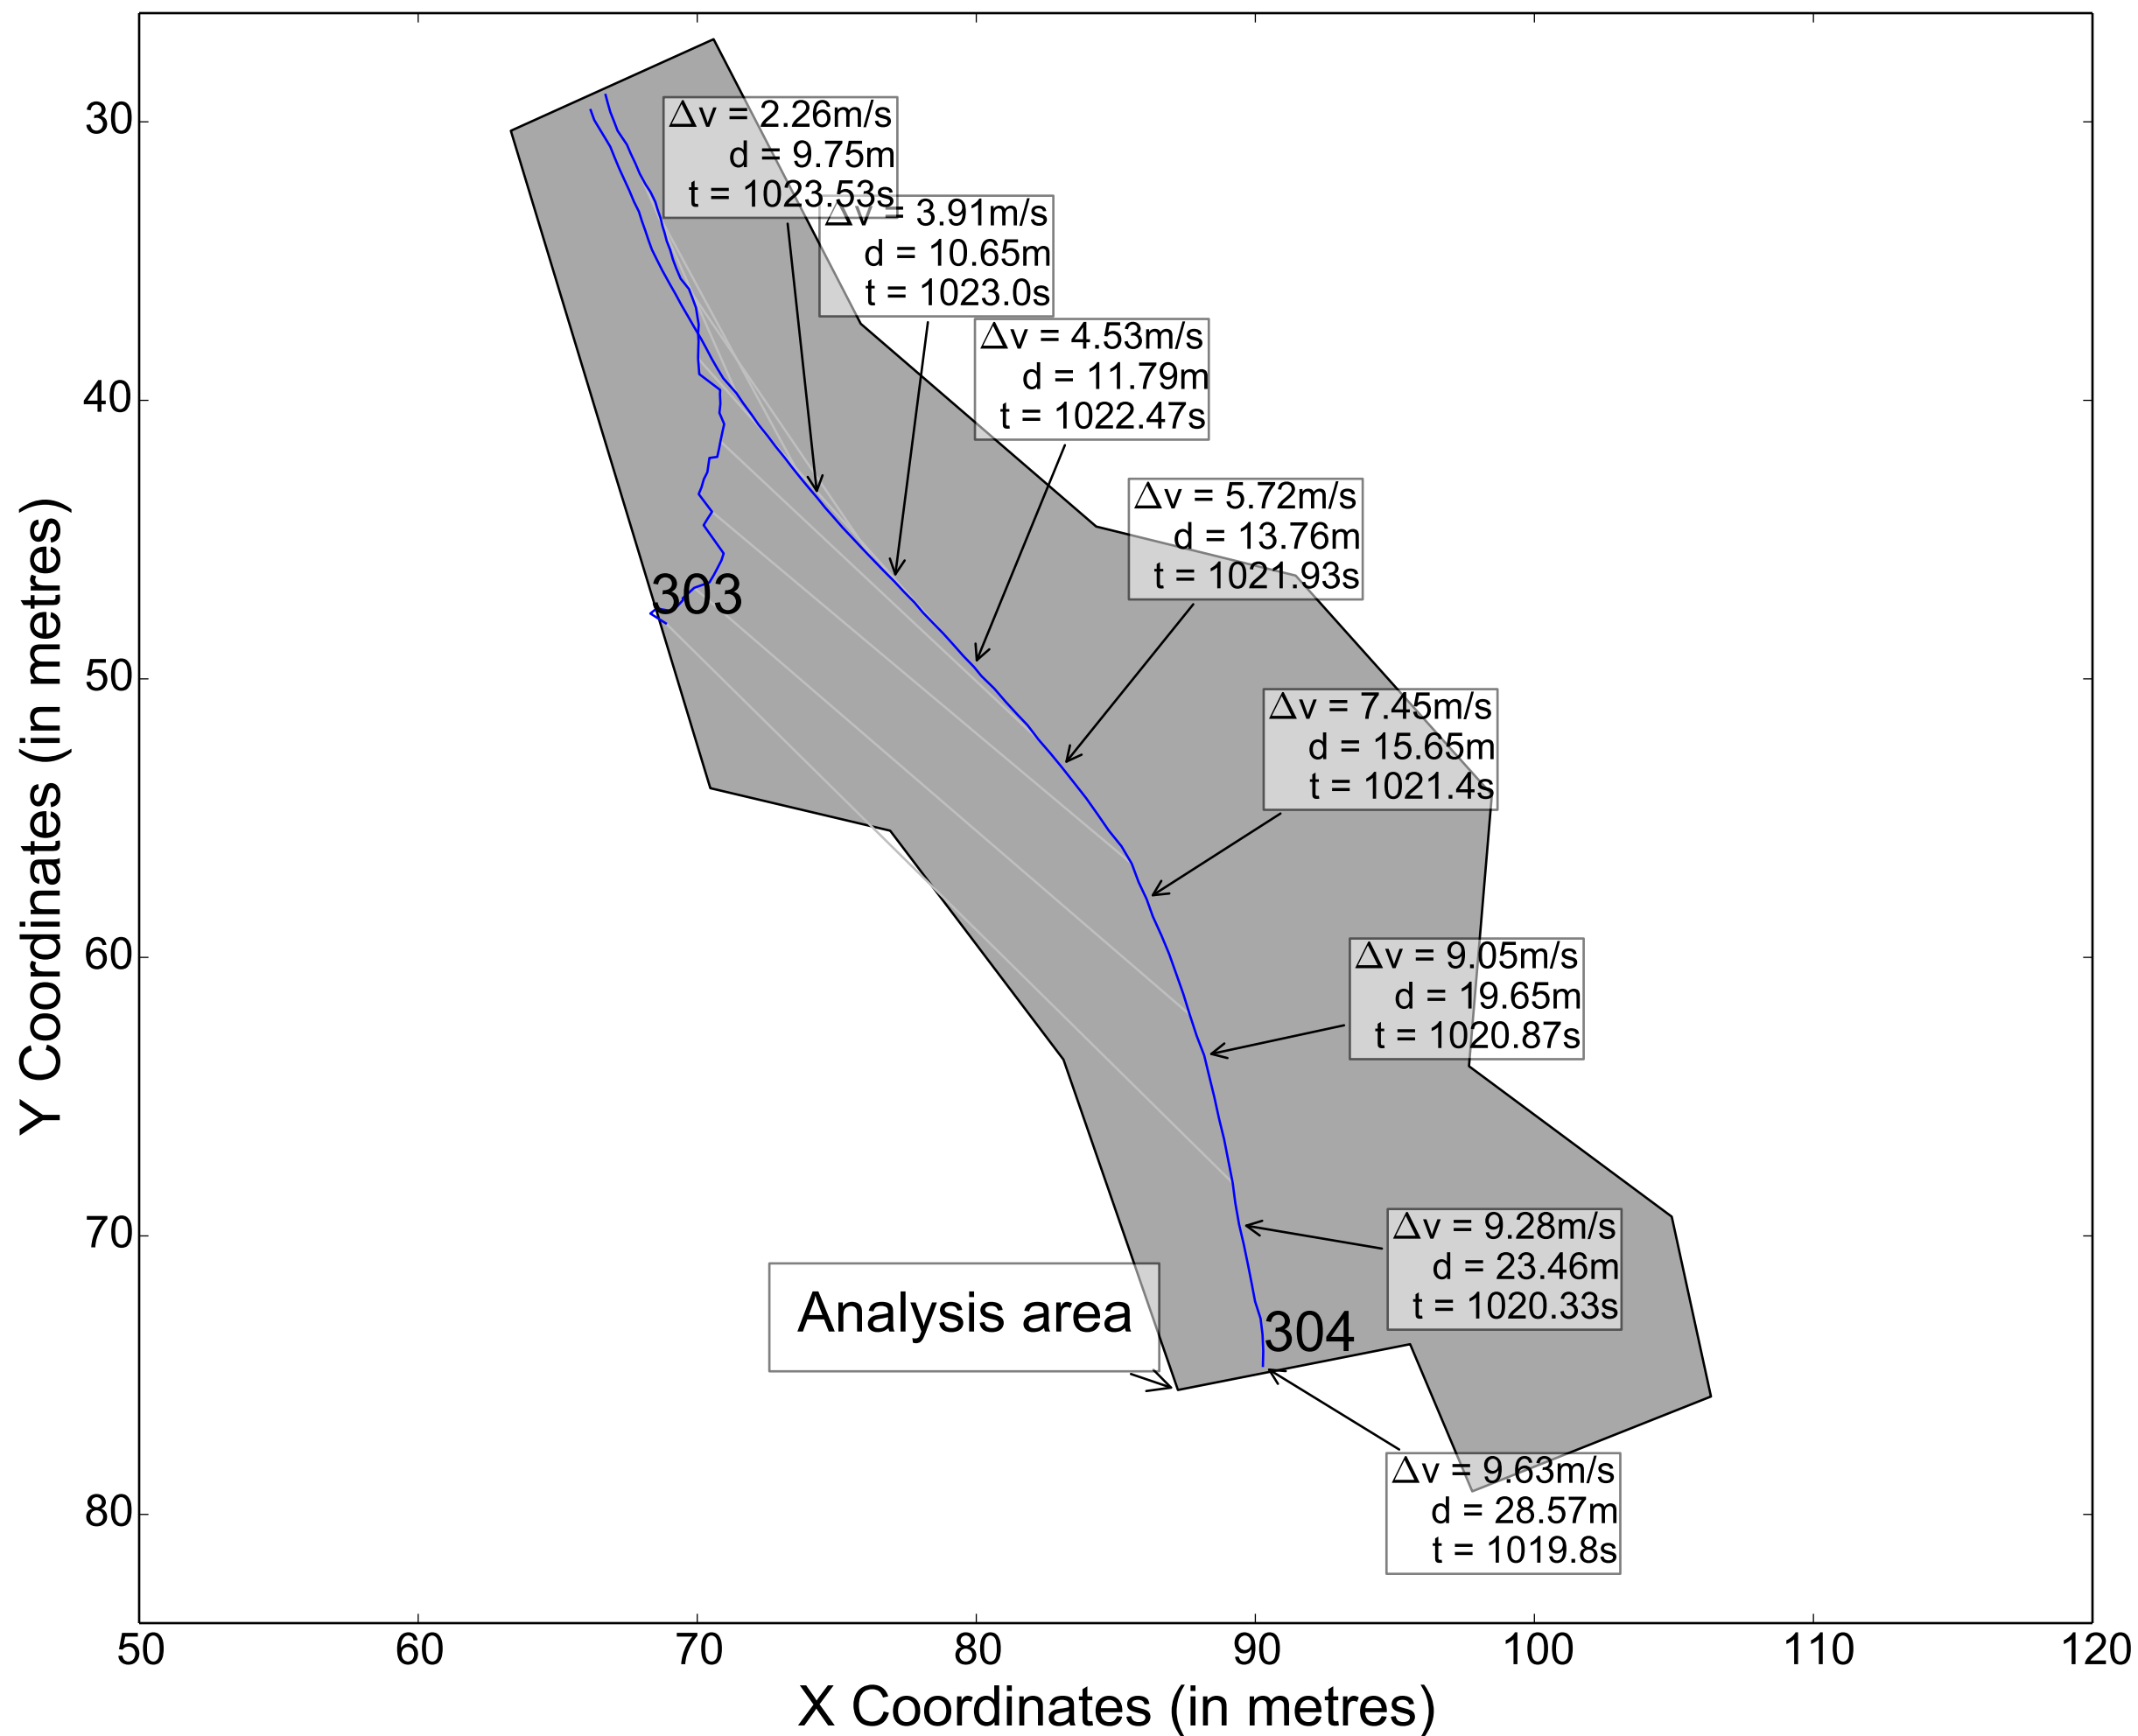 30
40
50
60
70
80
Y Coordinates (in metres)
Δv = 2.26m/s
d = 9.75m
t = 1023.53s
Δv = 3.91m/s
d = 10.65m
t = 1023.0s
Δv = 4.53m/s
d = 11.79m
t = 1022.47s
Δv = 5.72m/s
d = 13.76m
t = 1021.93s
303
Δv = 7.45m/s
d = 15.65m
t = 1021.4s
Δv = 9.05m/s
d = 19.65m
t = 1020.87s
Δv = 9.28m/s
d = 23.46m
t = 1020.33s
Analysis area
304
Δv = 9.63m/s
d = 28.57m
t = 1019.8s
50 60 70 80 90 100 110 120
X Coordinates (in metres)